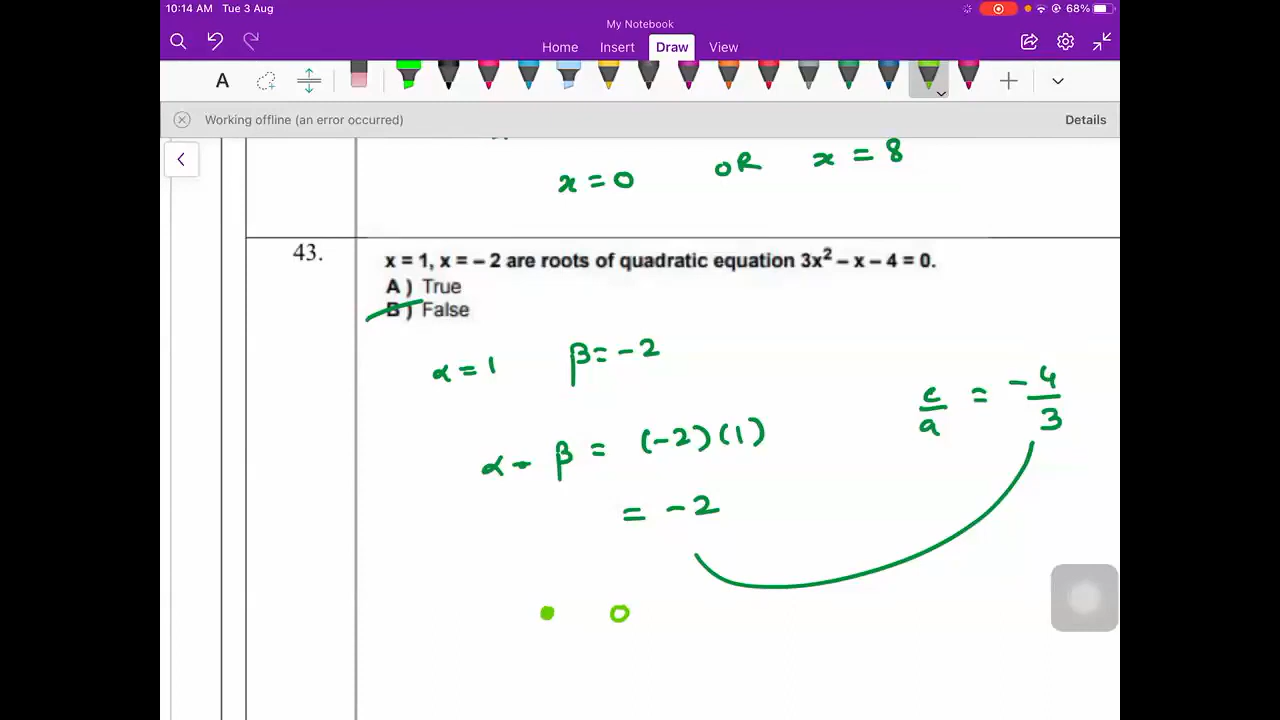 10:14 AM Tue 3 Aug
68%
My Notebook
Home Insert Draw View
A
Working offline (an error occurred)
Details
x = 0 OR x = 8
43.
x = 1, x = – 2 are roots of quadratic equation 3x² – x – 4 = 0.
A ) True
B ) False
α = 1 β = -2
α · β = (-2)(1)
c/a = -4/3
= -2